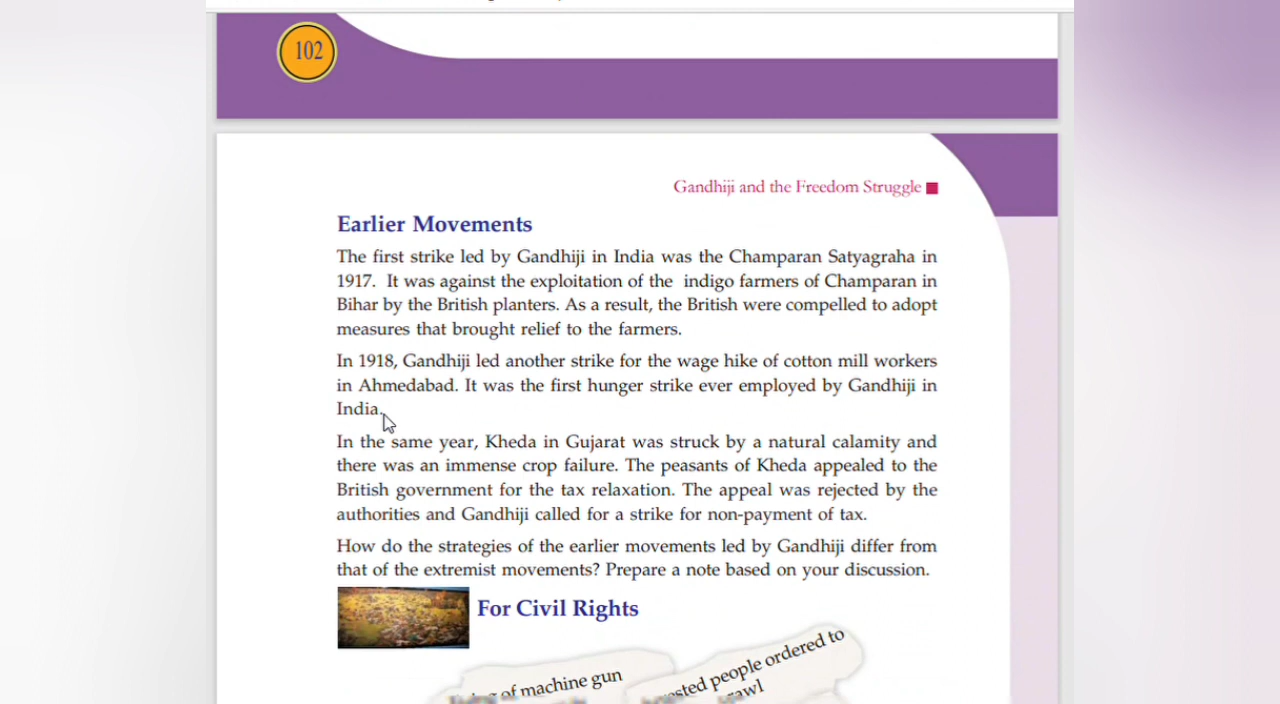 102
Gandhiji and the Freedom Struggle
Earlier Movements
The first strike led by Gandhiji in India was the Champaran Satyagraha in
1917. It was against the exploitation of the indigo farmers of Champaran in
Bihar by the British planters. As a result, the British were compelled to adopt
measures that brought relief to the farmers.
In 1918, Gandhiji led another strike for the wage hike of cotton mill workers
in Ahmedabad. It was the first hunger strike ever employed by Gandhiji in
India.
In the same year, Kheda in Gujarat was struck by a natural calamity and
there was an immense crop failure. The peasants of Kheda appealed to the
British government for the tax relaxation. The appeal was rejected by the
authorities and Gandhiji called for a strike for non-payment of tax.
How do the strategies of the earlier movements led by Gandhiji differ from
that of the extremist movements? Prepare a note based on your discussion.
For Civil Rights
of machine gun
people ordered to